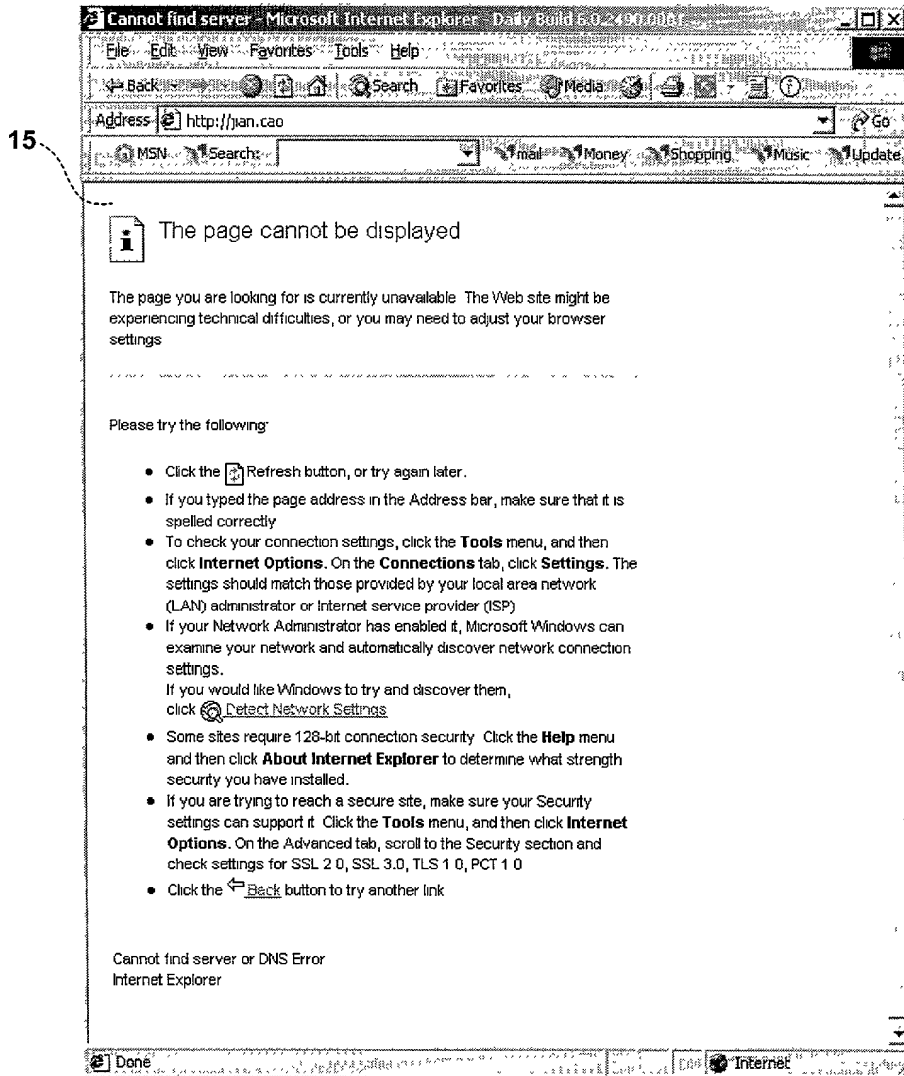 Cannot find server - Microsoft Internet Explorer - Daily Build 6.0.2490.0061
File Edit View Favorites Tools Help
Back Search Favorites Media
Address http://jian.cao Go
15
MSN Search: mail Money Shopping Music Update
i The page cannot be displayed
The page you are looking for is currently unavailable The Web site might be
experiencing technical difficulties, or you may need to adjust your browser
settings
Please try the following:
• Click the Refresh button, or try again later.
• If you typed the page address in the Address bar, make sure that it is
spelled correctly
• To check your connection settings, click the Tools menu, and then
click Internet Options. On the Connections tab, click Settings. The
settings should match those provided by your local area network
(LAN) administrator or Internet service provider (ISP)
• If your Network Administrator has enabled it, Microsoft Windows can
examine your network and automatically discover network connection
settings.
If you would like Windows to try and discover them,
click Detect Network Settings
• Some sites require 128-bit connection security Click the Help menu
and then click About Internet Explorer to determine what strength
security you have installed.
• If you are trying to reach a secure site, make sure your Security
settings can support it Click the Tools menu, and then click Internet
Options. On the Advanced tab, scroll to the Security section and
check settings for SSL 2 0, SSL 3.0, TLS 1 0, PCT 1 0
• Click the Back button to try another link
Cannot find server or DNS Error
Internet Explorer
Done Internet